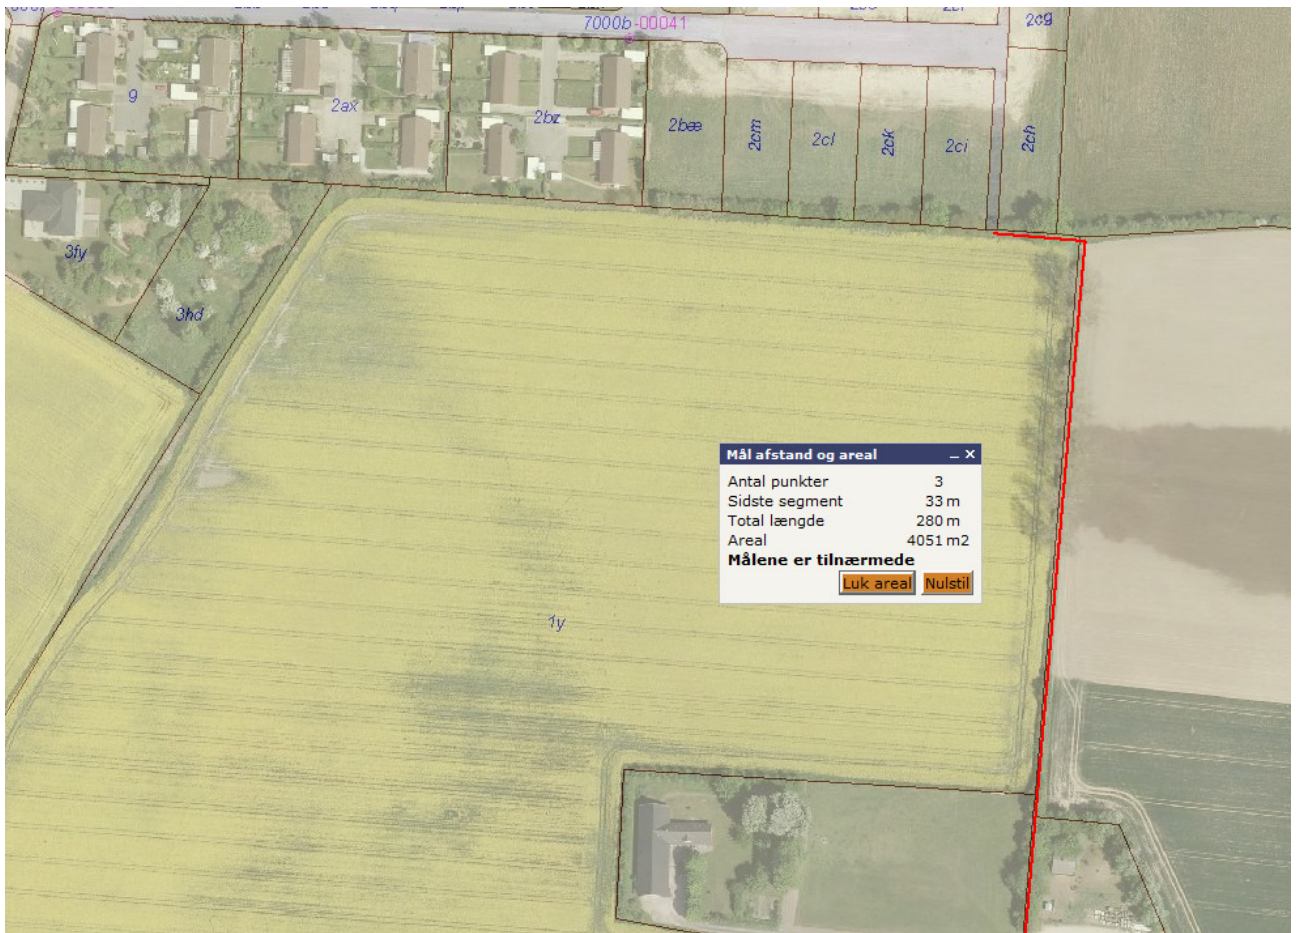 7000b-00041
2cg
9
2ax
2bz
2bæ
2cm
2cl
2ck
2ci
2ch
3fy
3hd
Mål afstand og areal
Antal punkter 3
Sidste segment 33 m
Total længde 280 m
Areal 4051 m2
Målene er tilnærmede
Luk areal Nulstil
1y